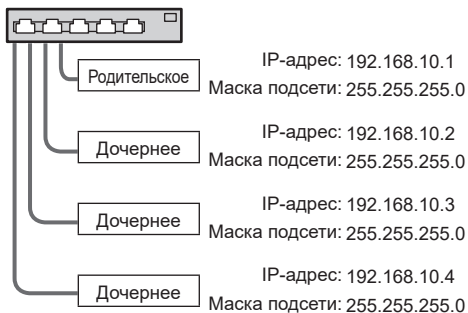 IP-адрес: 192.168.10.1
Родительское
Маска подсети: 255.255.255.0
IP-адрес: 192.168.10.2
Дочернее
Маска подсети: 255.255.255.0
IP-адрес: 192.168.10.3
Дочернее
Маска подсети: 255.255.255.0
IP-адрес: 192.168.10.4
Дочернее
Маска подсети: 255.255.255.0